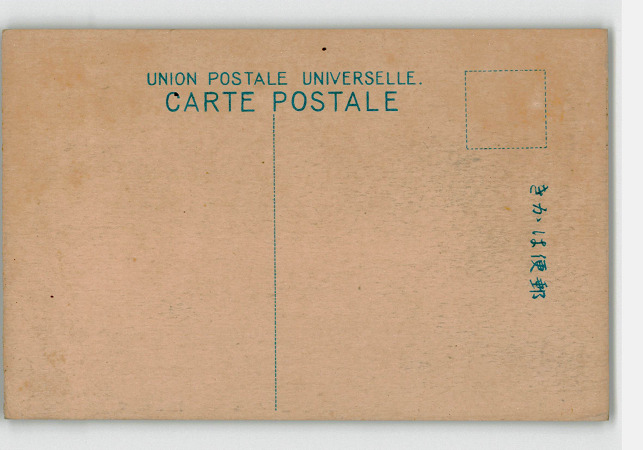 UNION POSTALE UNIVERSELLE.
CARTE POSTALE
きかは便郵